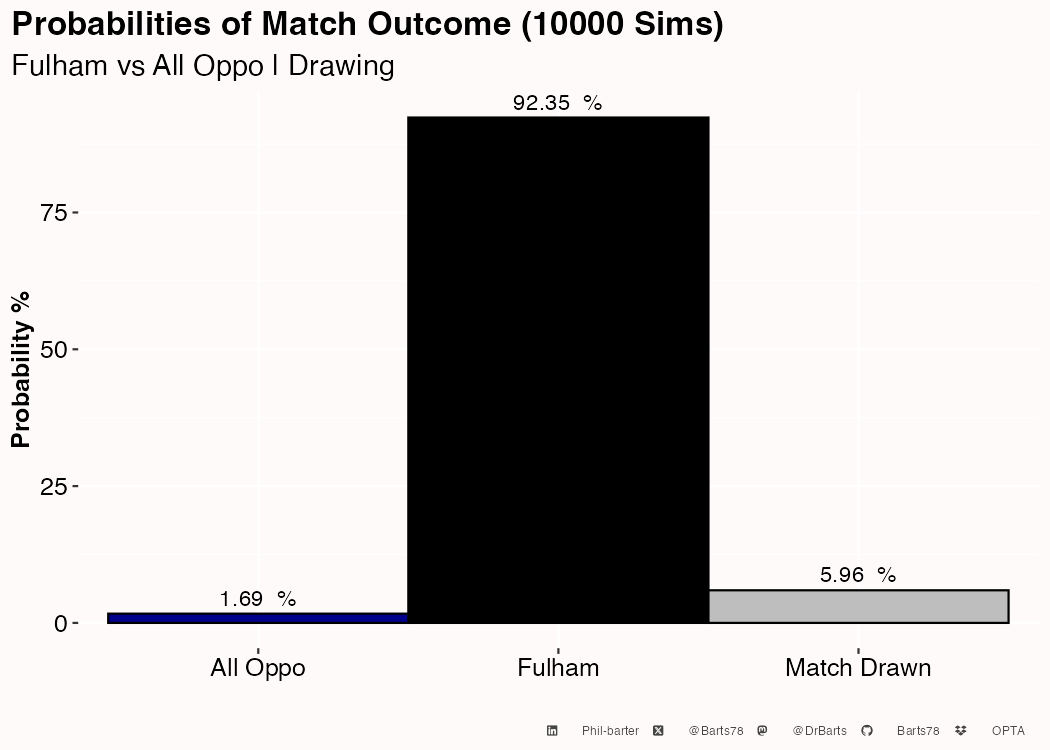 Probabilities of Match Outcome (10000 Sims)
Fulham vs All Oppo | Drawing
92.35 %
75
Probability %
50
25
5.96 %
1.69 %
0
All Oppo Fulham Match Drawn
Phil-barter @Barts78 @DrBarts Barts78 OPTA